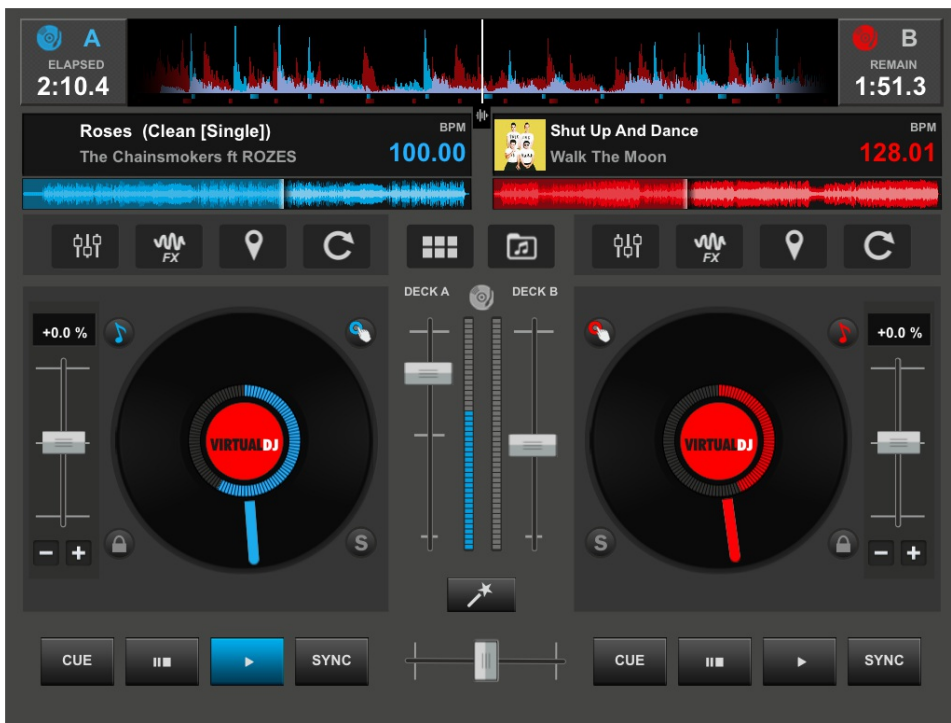 A
ELAPSED
2:10.4
B
REMAIN
1:51.3
Roses (Clean [Single])
BPM
The Chainsmokers ft ROZES
100.00
Shut Up And Dance
BPM
Walk The Moon
128.01
FX
FX
DECK A
DECK B
+0.0 %
+0.0 %
VIRTUALDJ
VIRTUALDJ
S
S
- +
- +
CUE
SYNC
CUE
SYNC